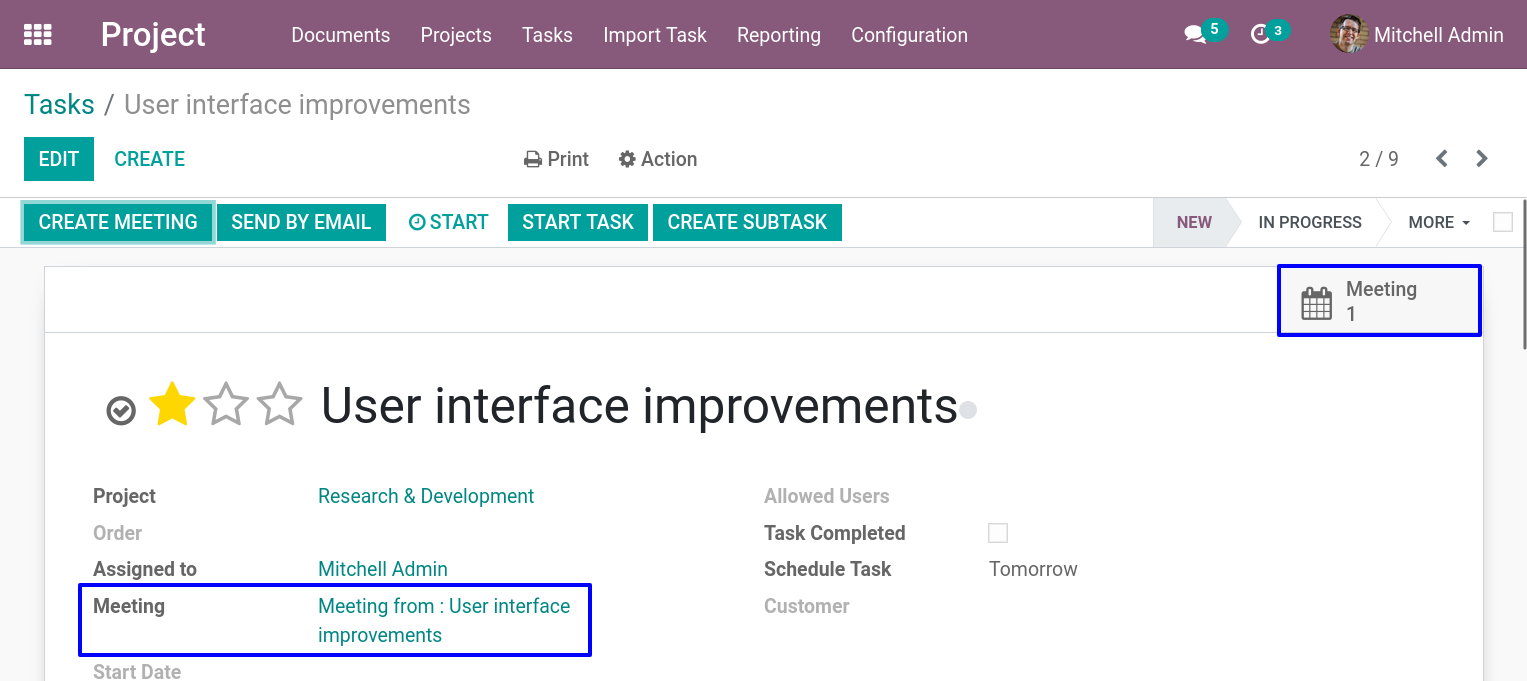 Project
Documents Projects Tasks Import Task Reporting Configuration 5 3 Mitchell Admin
Tasks / User interface improvements
EDIT CREATE Print Action 2 / 9
CREATE MEETING SEND BY EMAIL START START TASK CREATE SUBTASK NEW IN PROGRESS MORE
Meeting
1
User interface improvements
Project Research & Development
Allowed Users
Order
Task Completed
Assigned to Mitchell Admin
Schedule Task Tomorrow
Meeting Meeting from : User interface
improvements
Customer
Start Date